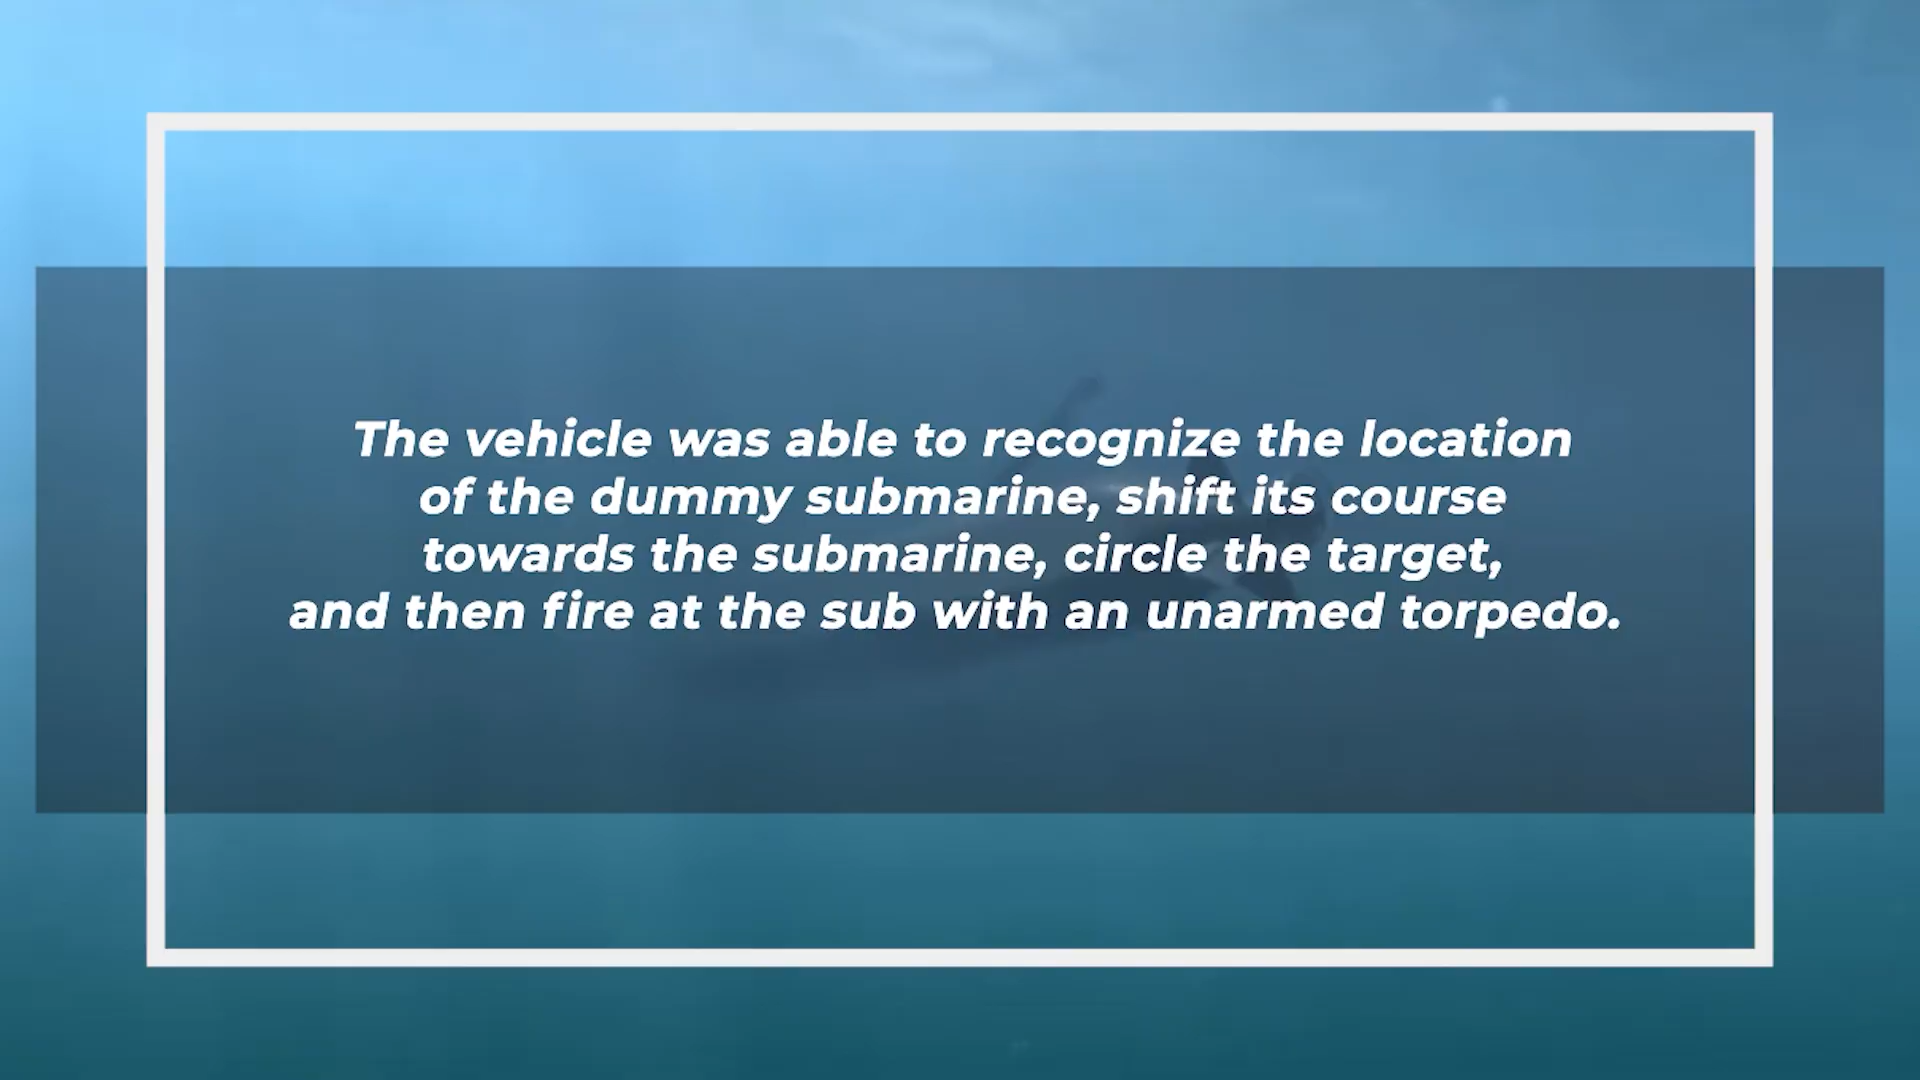 The vehicle was able to recognize the location
of the dummy submarine, shift its course
towards the submarine, circle the target,
and then fire at the sub with an unarmed torpedo.